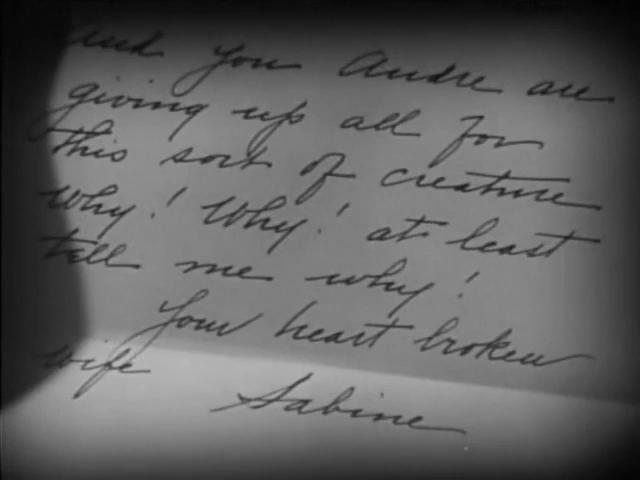 and you Andre are
giving up all for
this sort of creature
why! Why! at least
tell me why!
Your heart broken
wife Sabine